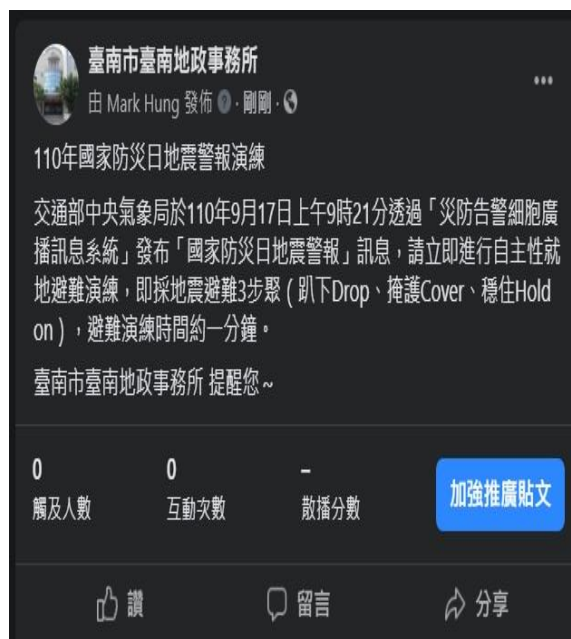 臺南市臺南地政事務所
由 Mark Hung 發佈 · 剛剛 ·
110年國家防災日地震警報演練
交通部中央氣象局於110年9月17日上午9時21分透過「災防告警細胞廣
播訊息系統」發布「國家防災日地震警報」訊息，請立即進行自主性就
地避難演練，即採地震避難3步聚 ( 趴下Drop、掩護Cover、穩住Hold
on ) ，避難演練時間約一分鐘。
臺南市臺南地政事務所 提醒您~
0
觸及人數
0
互動次數
–
散播分數
加強推廣貼文
讚
留言
分享